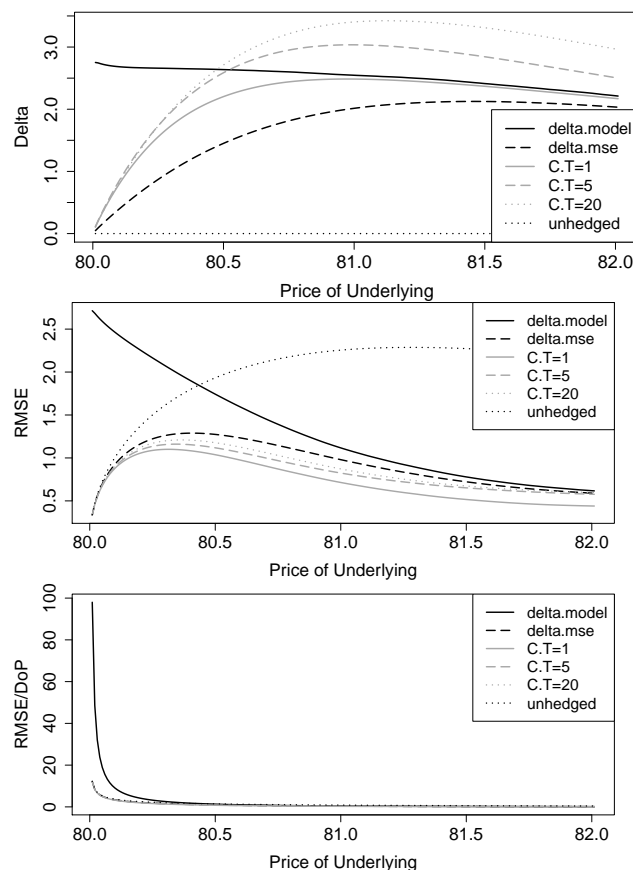 Delta
0.0
1.0
2.0
3.0
80.0
80.5
81.0
81.5
82.0
Price of Underlying
delta.model
delta.mse
C.T=1
C.T=5
C.T=20
unhedged
RMSE
0.5
1.0
1.5
2.0
2.5
80.0
80.5
81.0
81.5
82.0
Price of Underlying
delta.model
delta.mse
C.T=1
C.T=5
C.T=20
unhedged
RMSE/DoP
0
20
40
60
80
100
80.0
80.5
81.0
81.5
82.0
Price of Underlying
delta.model
delta.mse
C.T=1
C.T=5
C.T=20
unhedged